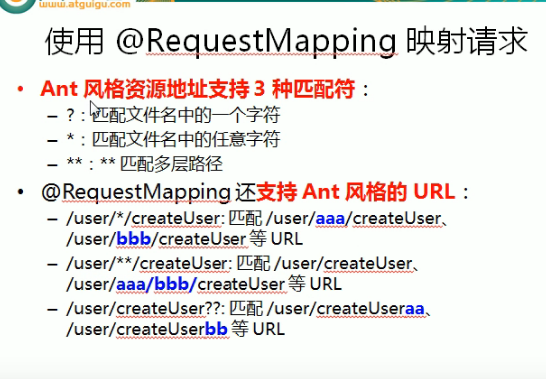 www.atguigu.com
使用 @RequestMapping 映射请求
• Ant 风格资源地址支持 3 种匹配符：
– ?：匹配文件名中的一个字符
– *：匹配文件名中的任意字符
– **：** 匹配多层路径
• @RequestMapping 还支持 Ant 风格的 URL：
– /user/*/createUser: 匹配 /user/aaa/createUser、
/user/bbb/createUser 等 URL
– /user/**/createUser: 匹配 /user/createUser、
/user/aaa/bbb/createUser 等 URL
– /user/createUser??: 匹配 /user/createUseraa、
/user/createUserbb 等 URL